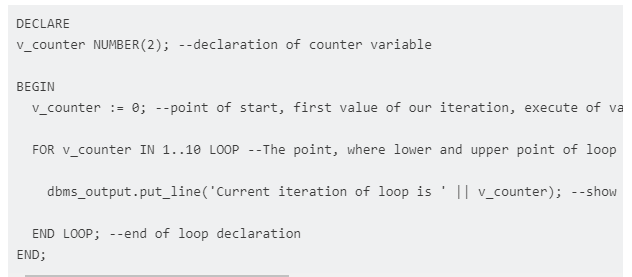 DECLARE
v_counter NUMBER(2); --declaration of counter variable
BEGIN
v_counter := 0; --point of start, first value of our iteration, execute of va
FOR v_counter IN 1..10 LOOP --The point, where lower and upper point of loop
dbms_output.put_line('Current iteration of loop is ' || v_counter); --show
END LOOP; --end of loop declaration
END;